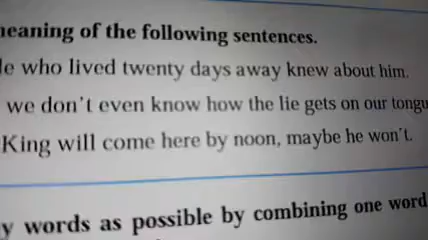 meaning of the following sentences.
who lived twenty days away knew about him.
we don't even know how the lie gets on our
King will come here by noon, maybe he won't.
words as possible by combining one word